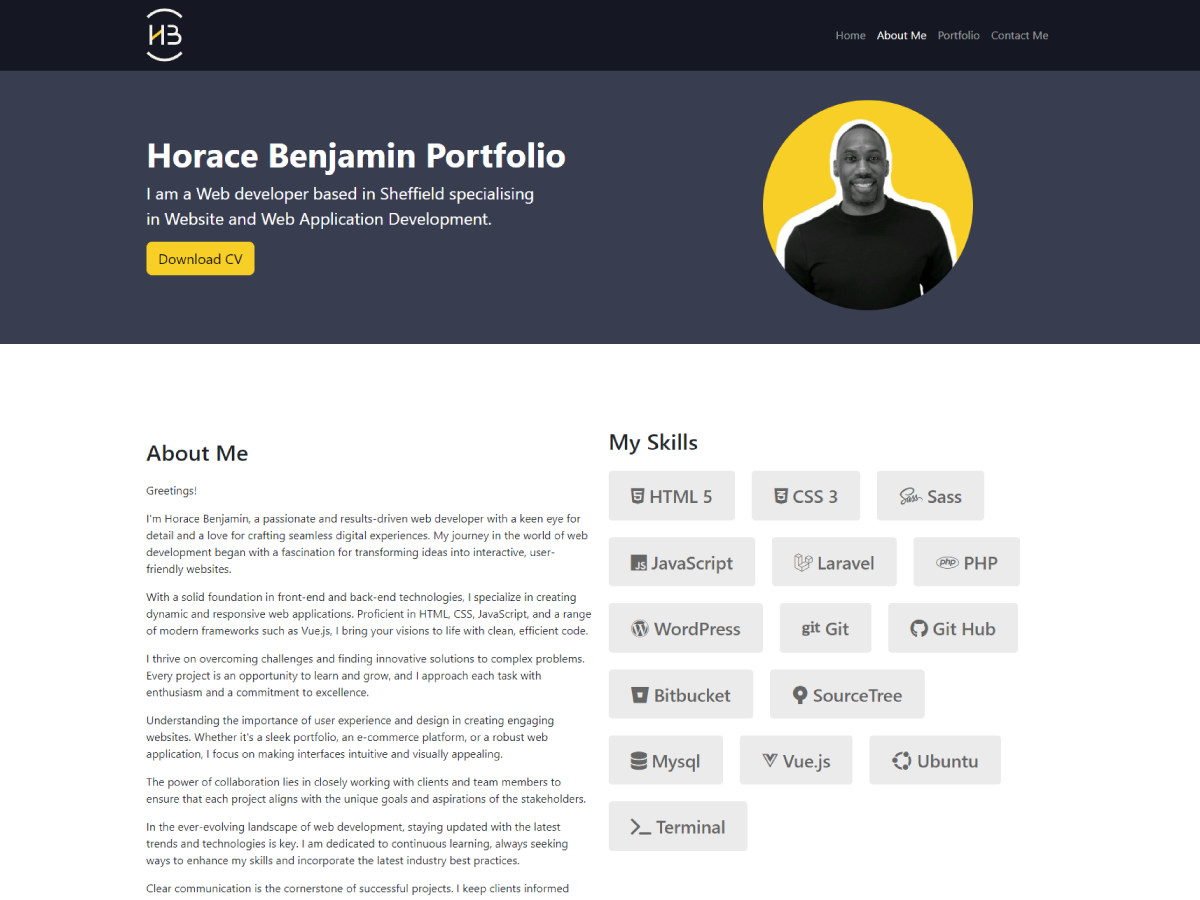 HB
Home About Me Portfolio Contact Me
Horace Benjamin Portfolio
I am a Web developer based in Sheffield specialising
in Website and Web Application Development.
Download CV
About Me
Greetings!
I'm Horace Benjamin, a passionate and results-driven web developer with a keen eye for
detail and a love for crafting seamless digital experiences. My journey in the world of web
development began with a fascination for transforming ideas into interactive, user-
friendly websites.
With a solid foundation in front-end and back-end technologies, I specialize in creating
dynamic and responsive web applications. Proficient in HTML, CSS, JavaScript, and a range
of modern frameworks such as Vue.js, I bring your visions to life with clean, efficient code.
I thrive on overcoming challenges and finding innovative solutions to complex problems.
Every project is an opportunity to learn and grow, and I approach each task with
enthusiasm and a commitment to excellence.
Understanding the importance of user experience and design in creating engaging
websites. Whether it's a sleek portfolio, an e-commerce platform, or a robust web
application, I focus on making interfaces intuitive and visually appealing.
The power of collaboration lies in closely working with clients and team members to
ensure that each project aligns with the unique goals and aspirations of the stakeholders.
In the ever-evolving landscape of web development, staying updated with the latest
trends and technologies is key. I am dedicated to continuous learning, always seeking
ways to enhance my skills and incorporate the latest industry best practices.
Clear communication is the cornerstone of successful projects. I keep clients informed
My Skills
5 HTML 5
3 CSS 3
Sass Sass
JS JavaScript
Laravel
php PHP
WordPress
git Git
Git Hub
Bitbucket
SourceTree
Mysql
Vue.js
Ubuntu
Terminal